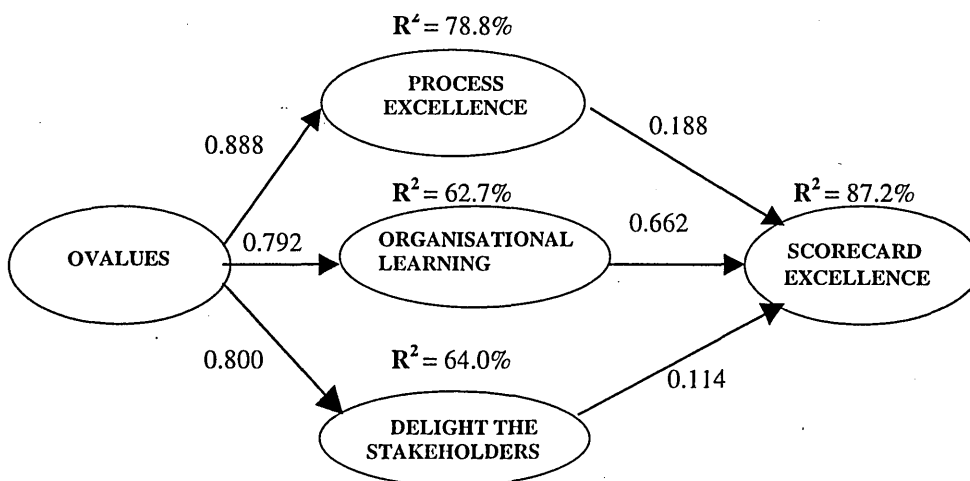 R² = 78.8%
PROCESS
EXCELLENCE
0.888
0.188
R² = 62.7%
R² = 87.2%
OVALUES
0.792
ORGANISATIONAL
LEARNING
0.662
SCORECARD
EXCELLENCE
0.800
R² = 64.0%
0.114
DELIGHT THE
STAKEHOLDERS